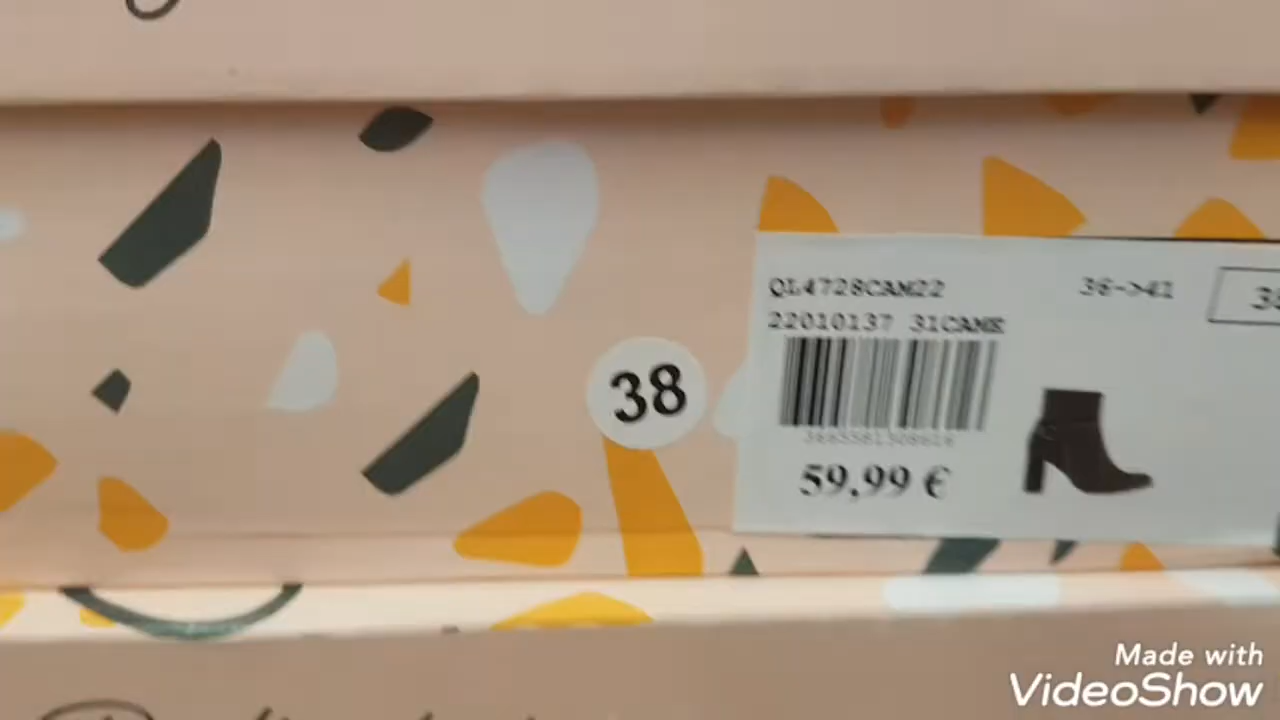 QL4728CAM22
36->41
22010137 31CAME
38
59,99 €
Made with
VideoShow